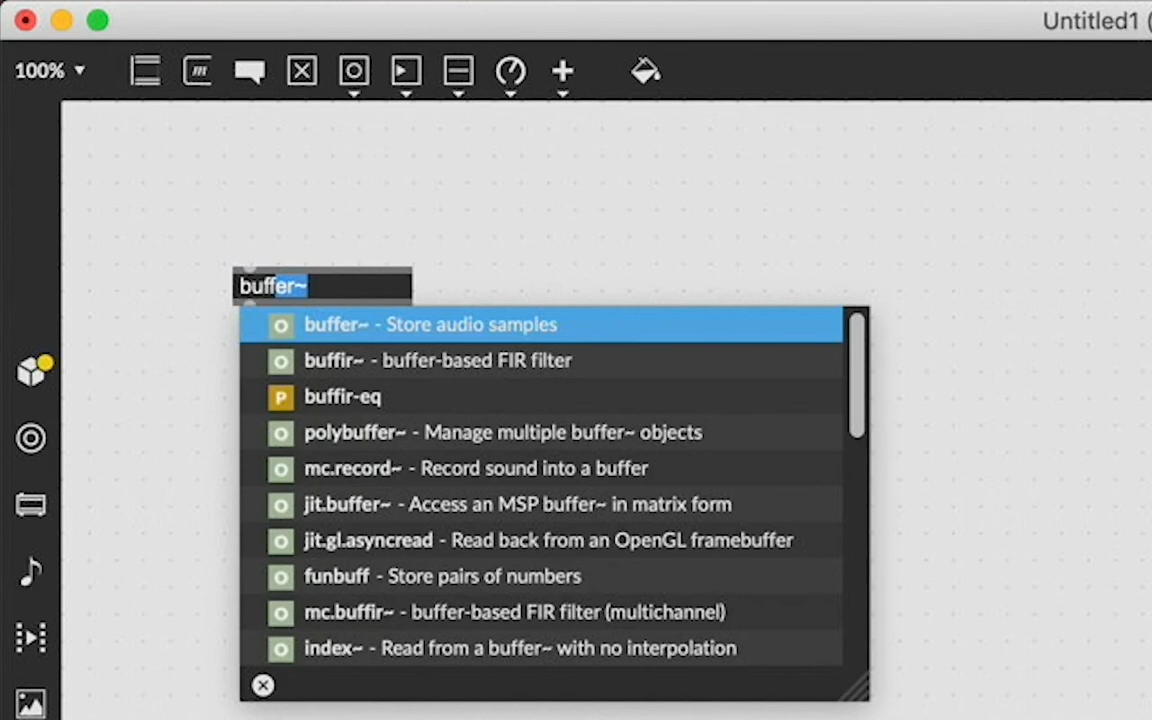 Untitled1 (
100%
buffer~
buffer~ - Store audio samples
buffir~ - buffer-based FIR filter
P buffir-eq
polybuffer~ - Manage multiple buffer~ objects
mc.record~ - Record sound into a buffer
jit.buffer~ - Access an MSP buffer~ in matrix form
jit.gl.asyncread - Read back from an OpenGL framebuffer
funbuff - Store pairs of numbers
mc.buffir~ - buffer-based FIR filter (multichannel)
index~ - Read from a buffer~ with no interpolation